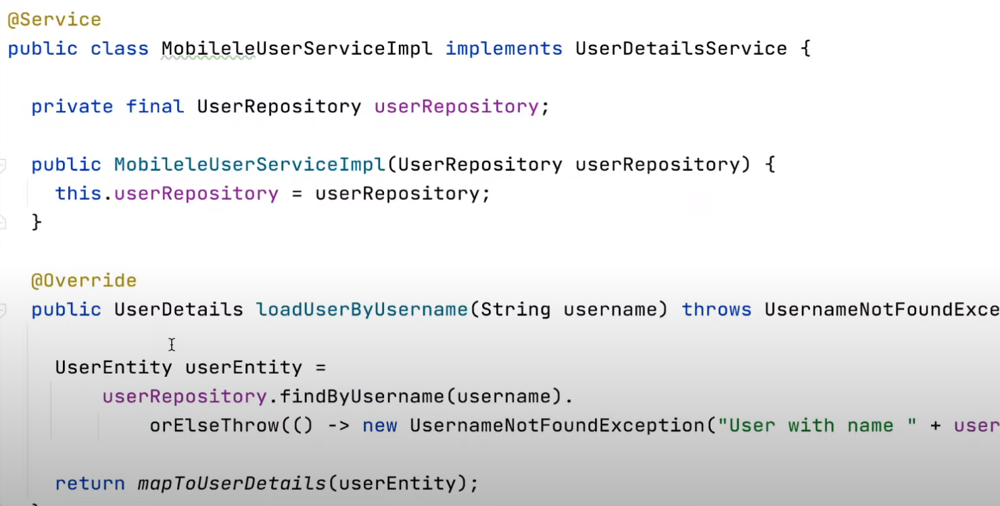 @Service
public class MobileleUserServiceImpl implements UserDetailsService {
private final UserRepository userRepository;
public MobileleUserServiceImpl(UserRepository userRepository) {
this.userRepository = userRepository;
}
@Override
public UserDetails loadUserByUsername(String username) throws UsernameNotFoundExce
UserEntity userEntity =
userRepository.findByUsername(username).
orElseThrow(() -> new UsernameNotFoundException("User with name " + user
return mapToUserDetails(userEntity);